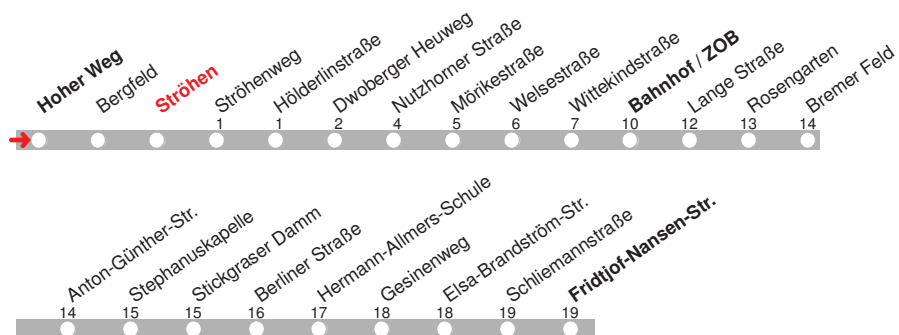 Hoher Weg
Bergfeld
Ströhen
Ströhenweg
Hölderlinstraße
Dwoberger Heuweg
Nutzhorner Straße
Mörikestraße
Welsestraße
Wittekindstraße
Bahnhof / ZOB
Lange Straße
Rosengarten
Bremer Feld
1 1 2 4 5 6 7 10 12 13 14
Anton-Günther-Str.
Stephanuskapelle
Stickgraser Damm
Berliner Straße
Hermann-Allmers-Schule
Gesinenweg
Elsa-Brandström-Str.
Schliemannstraße
Fridtjof-Nansen-Str.
14 15 15 16 17 18 18 19 19